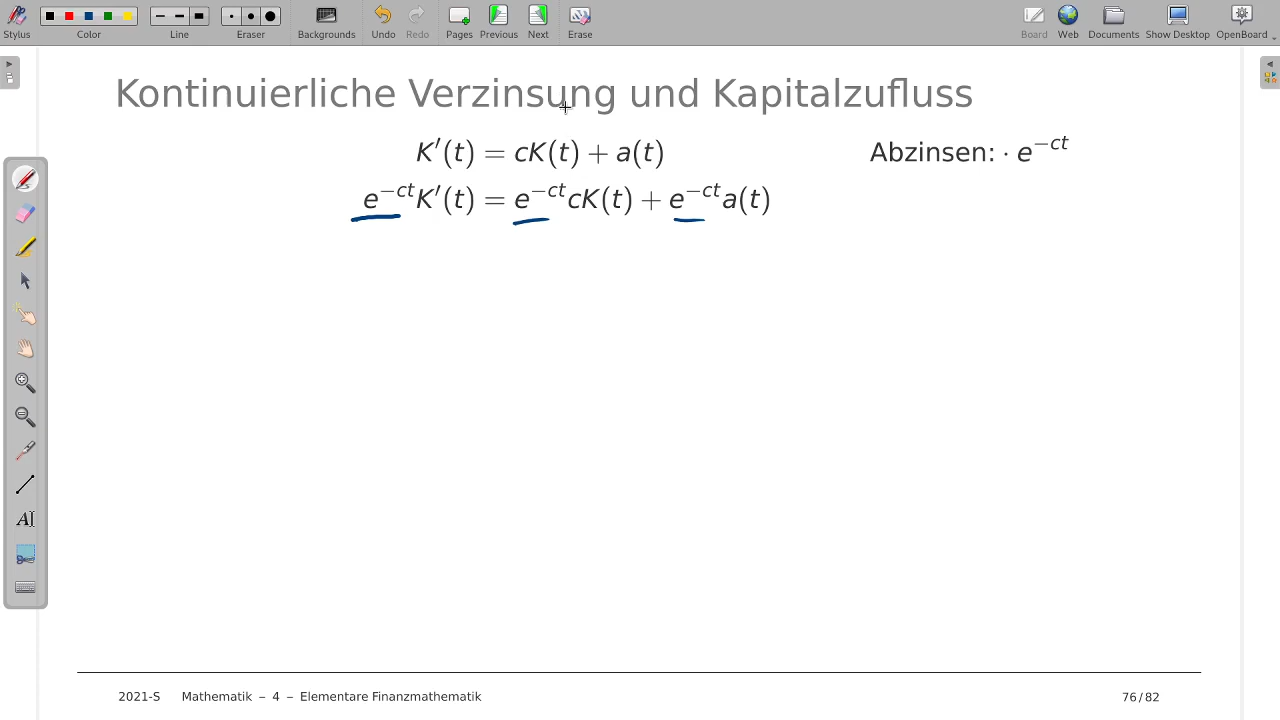 Stylus
Color
Line
Eraser
Backgrounds
Undo
Redo
Pages
Previous
Next
Erase
Board
Web
Documents
Show Desktop
OpenBoard
Kontinuierliche Verzinsung und Kapitalzufluss
K′(t) = cK(t) + a(t) Abzinsen: · e^{−ct}
e^{−ct}K′(t) = e^{−ct}cK(t) + e^{−ct}a(t)
2021-S Mathematik – 4 – Elementare Finanzmathematik 76/82